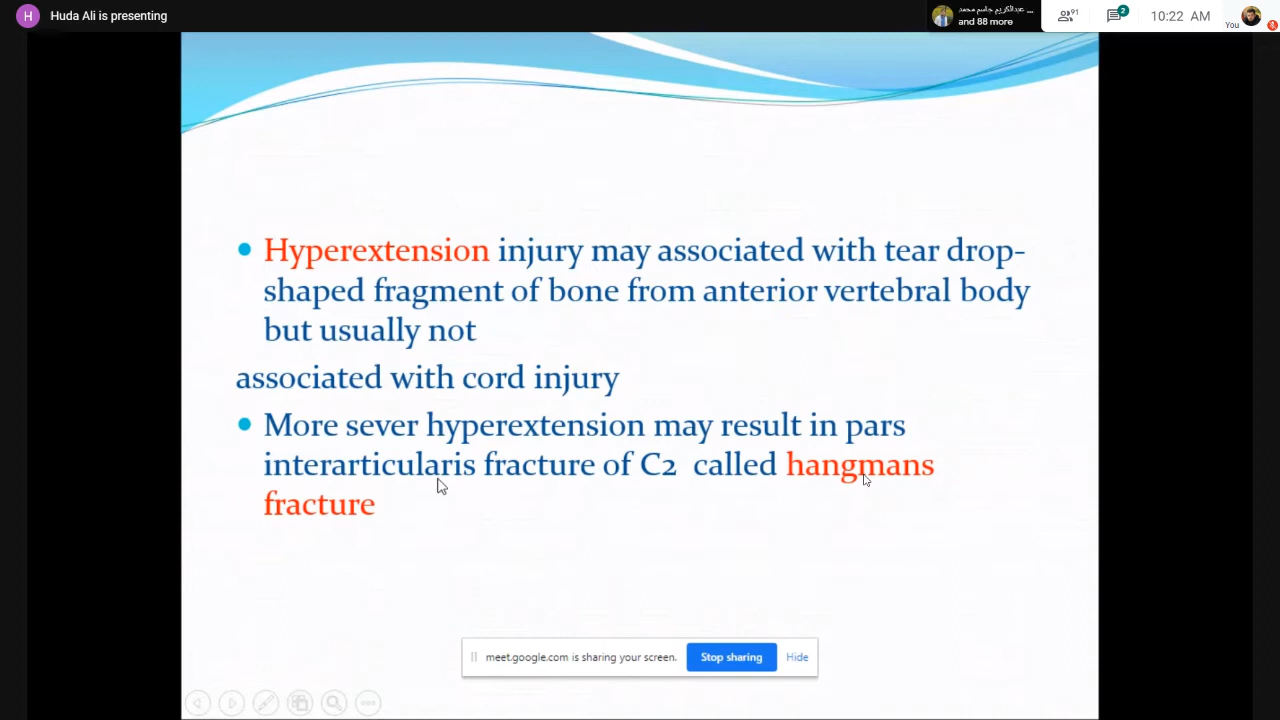 H Huda Ali is presenting
عبدالكريم جاسم محمد ...
and 88 more
91
2
10:22 AM
You
Hyperextension injury may associated with tear drop-
shaped fragment of bone from anterior vertebral body
but usually not
associated with cord injury
More sever hyperextension may result in pars
interarticularis fracture of C2 called hangmans
fracture
meet.google.com is sharing your screen.
Stop sharing
Hide